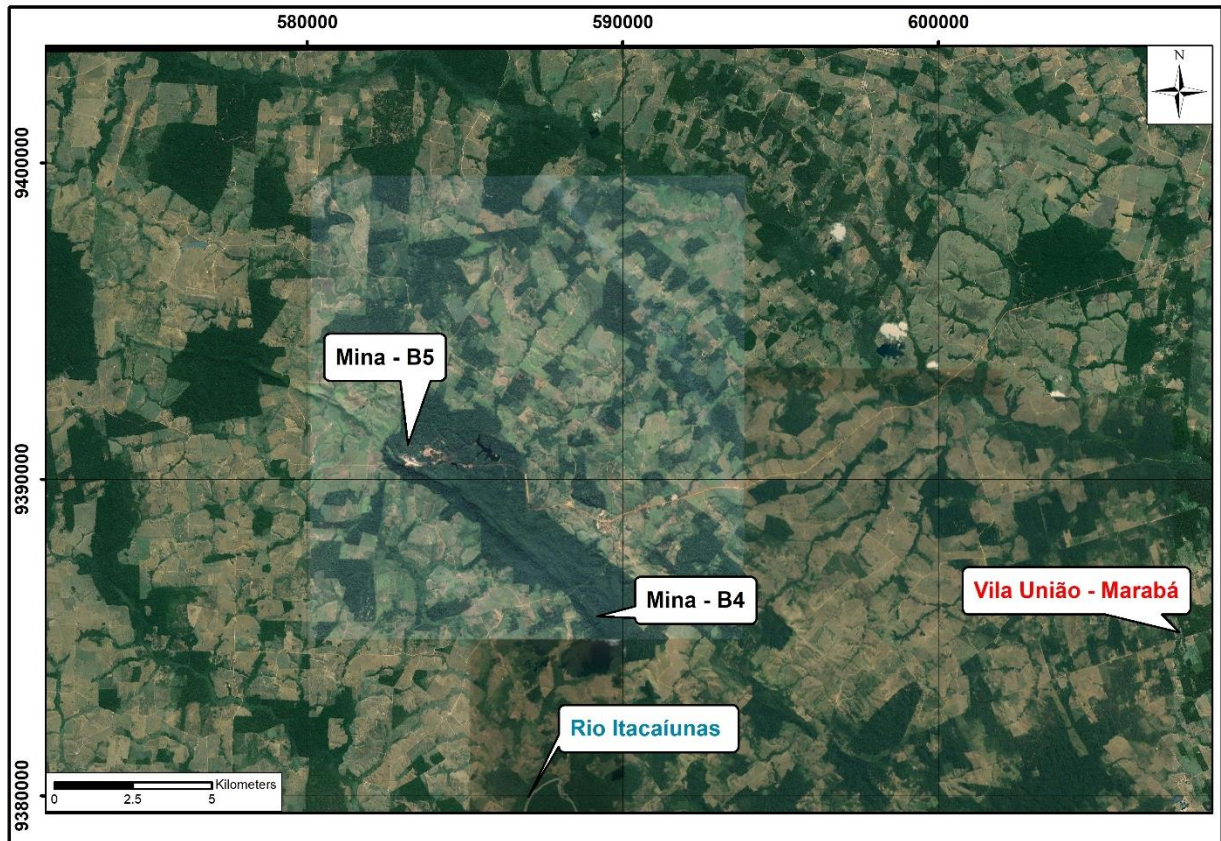 580000
590000
600000
N
9400000
9390000
9380000
Mina - B5
Mina - B4
Vila União - Marabá
Rio Itacaíunas
Kilometers
0
2.5
5